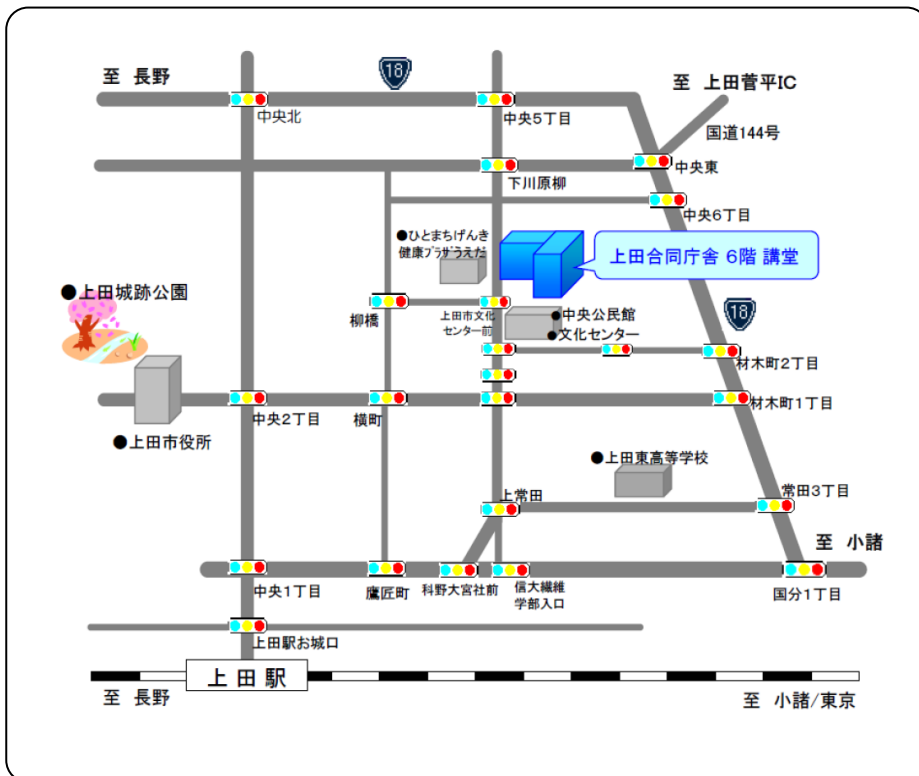 18
至 長野
至 上田菅平IC
中央北
中央5丁目
国道144号
下川原柳
中央東
中央6丁目
●ひとまちげんき
健康プラザうえだ
上田合同庁舎 6階 講堂
●上田城跡公園
柳橋
上田市文化
センター前
●中央公民館
●文化センター
18
材木町2丁目
中央2丁目
横町
材木町1丁目
●上田市役所
●上田東高等学校
上常田
常田3丁目
至 小諸
中央1丁目
鷹匠町
科野大宮社前
信大繊維
学部入口
国分1丁目
上田駅お城口
上田駅
至 長野
至 小諸/東京